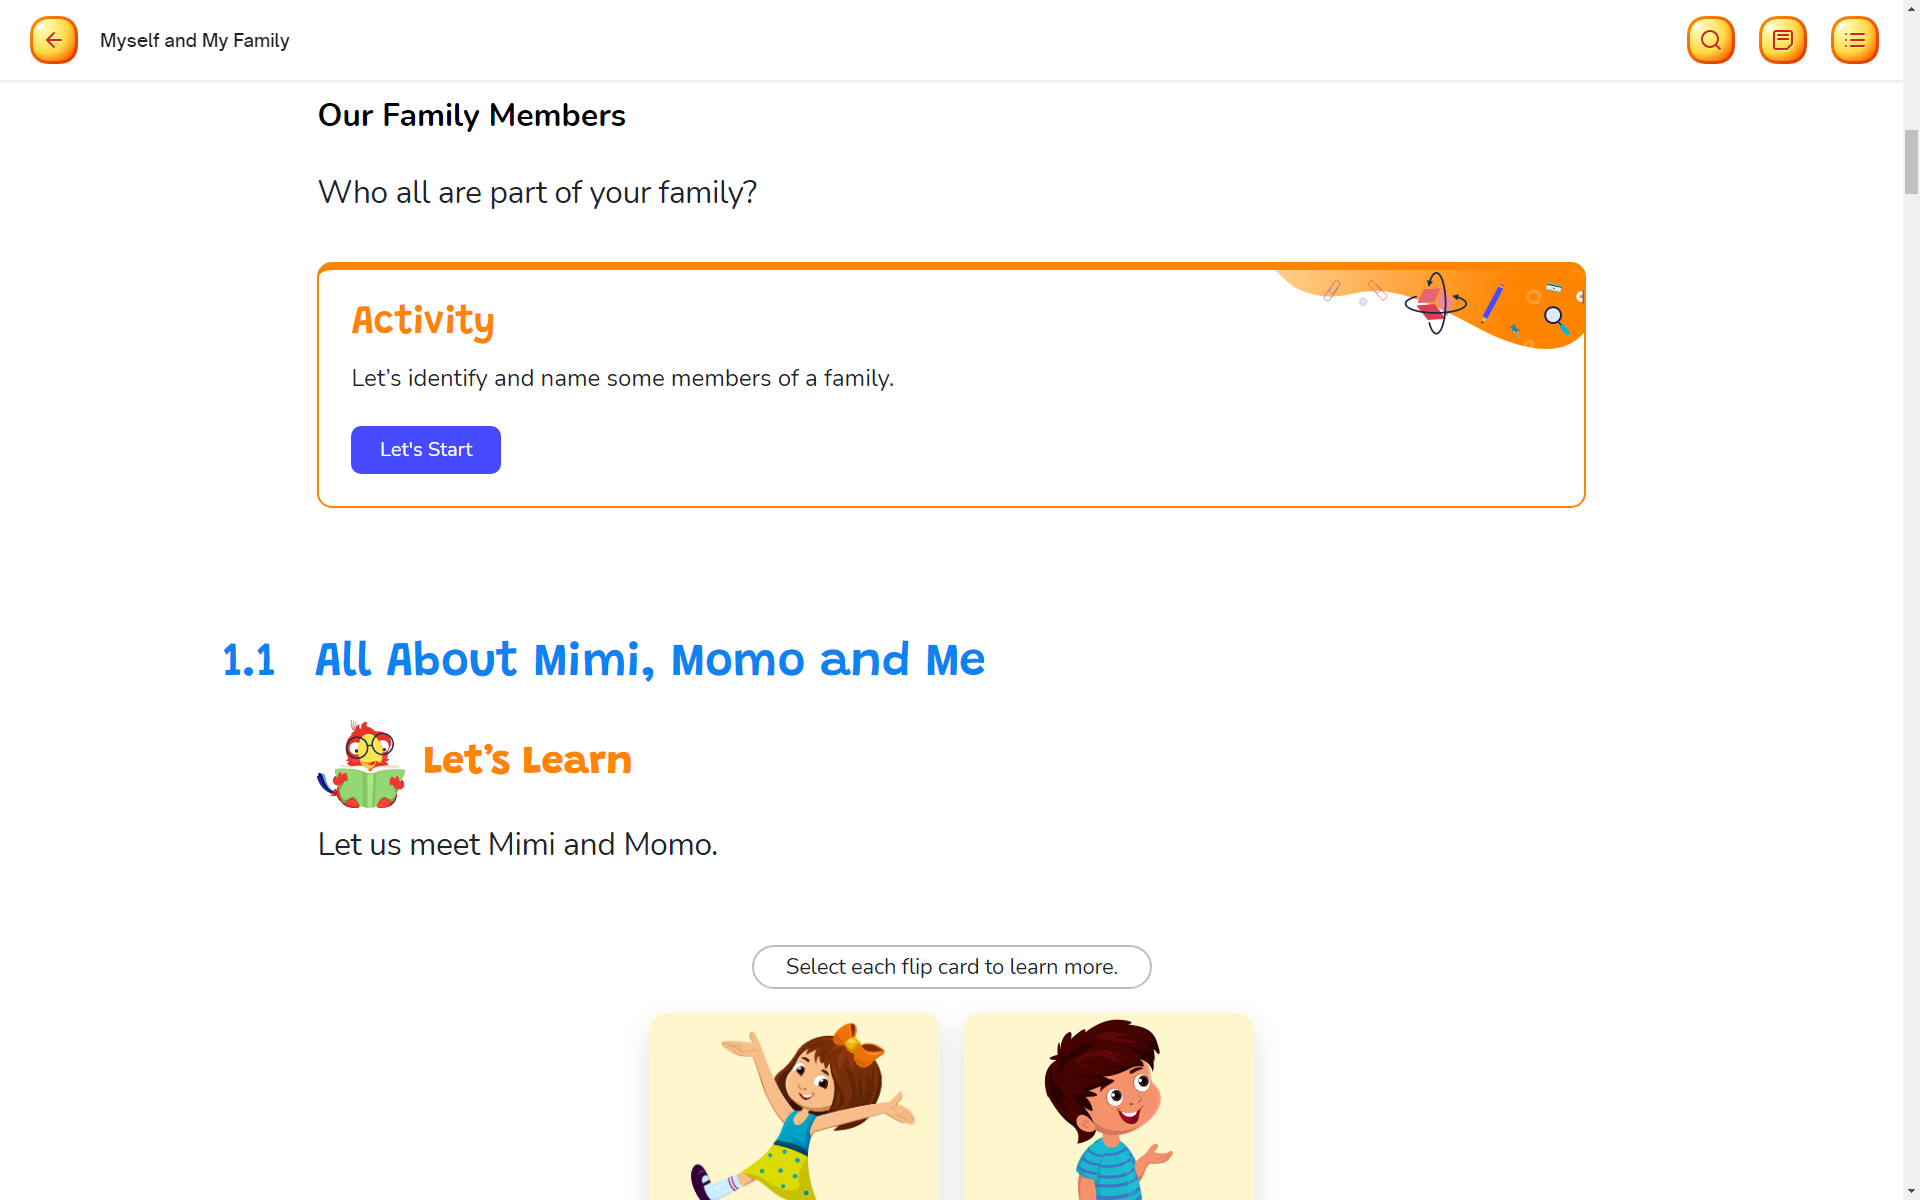 Myself and My Family
Our Family Members
Who all are part of your family?
Activity
Let’s identify and name some members of a family.
Let's Start
1.1 All About Mimi, Momo and Me
Let’s Learn
Let us meet Mimi and Momo.
Select each flip card to learn more.